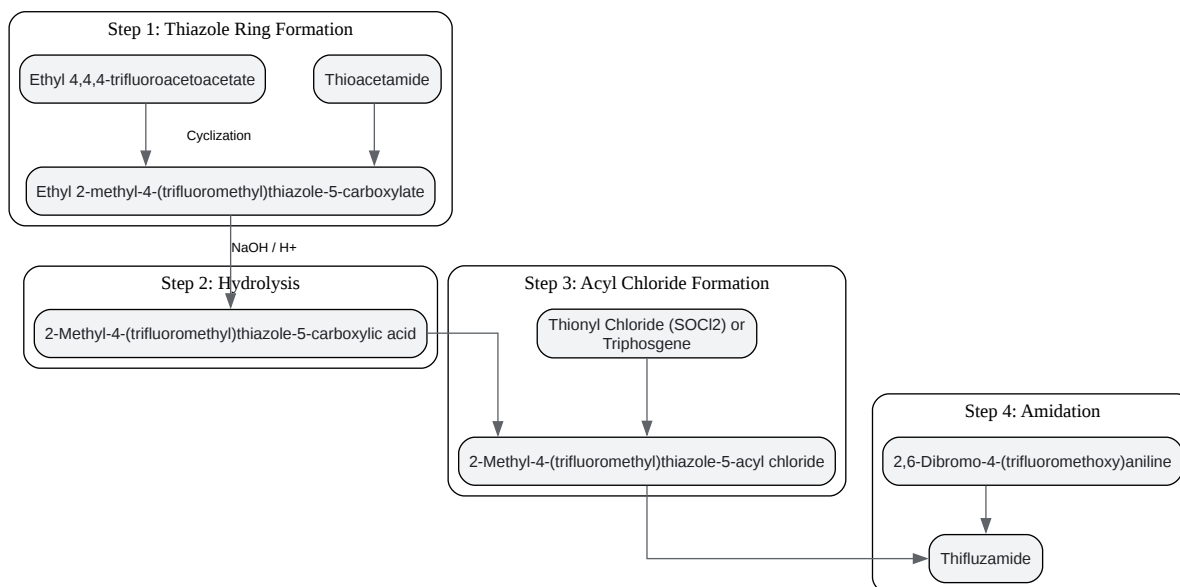 Step 1: Thiazole Ring Formation
Ethyl 4,4,4-trifluoroacetoacetate
Thioacetamide
Cyclization
Ethyl 2-methyl-4-(trifluoromethyl)thiazole-5-carboxylate
NaOH / H+
Step 2: Hydrolysis
2-Methyl-4-(trifluoromethyl)thiazole-5-carboxylic acid
Step 3: Acyl Chloride Formation
Thionyl Chloride (SOCl2) or
Triphosgene
2-Methyl-4-(trifluoromethyl)thiazole-5-acyl chloride
Step 4: Amidation
2,6-Dibromo-4-(trifluoromethoxy)aniline
Thifluzamide